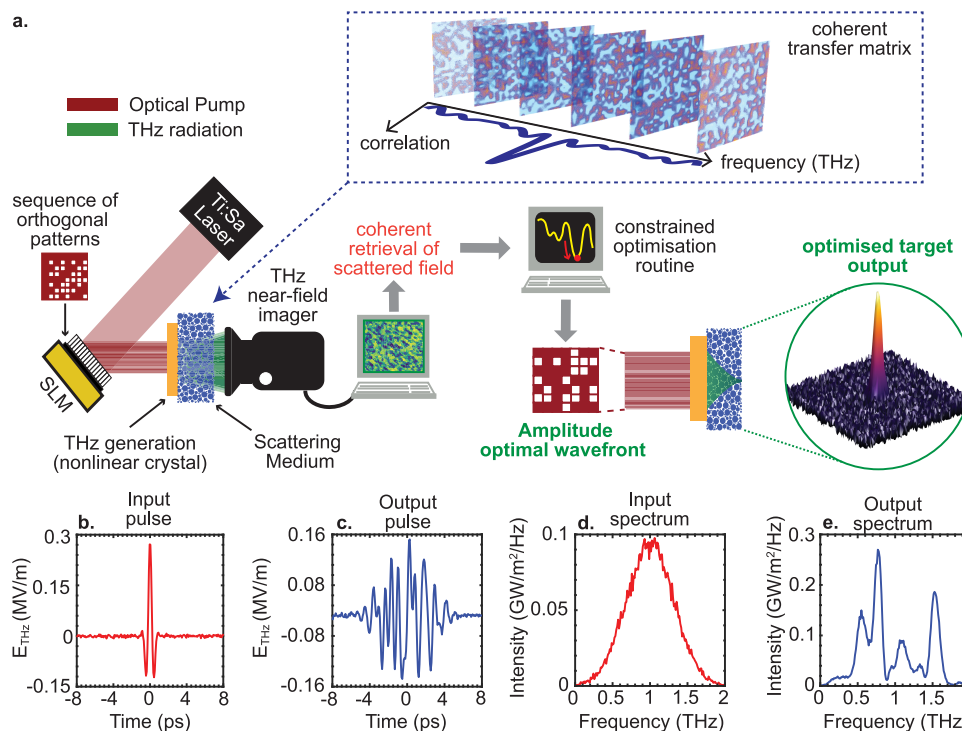 a.
coherent
transfer matrix
Optical Pump
THz radiation
correlation
frequency (THz)
sequence of
orthogonal
patterns
Ti:Sa
Laser
THz
near-field
imager
coherent
retrieval of
scattered field
constrained
optimisation
routine
optimised target
output
SLM
THz generation
(nonlinear crystal)
Scattering
Medium
Amplitude
optimal wavefront
b.
Input
pulse
0.3
0.15
0
-0.15
E_THz (MV/m)
-8
-4
0
4
8
Time (ps)
c.
Output
pulse
0.16
0.08
-0.08
-0.16
E_THz (MV/m)
-8
-4
0
4
8
Time (ps)
d.
Input
spectrum
0.1
0.05
0
Intensity (GW/m²/Hz)
0
0.5
1
1.5
2
Frequency (THz)
e.
Output
spectrum
0.3
0.2
0.1
0
Intensity (GW/m²/Hz)
0
0.5
1
1.5
Frequency (THz)